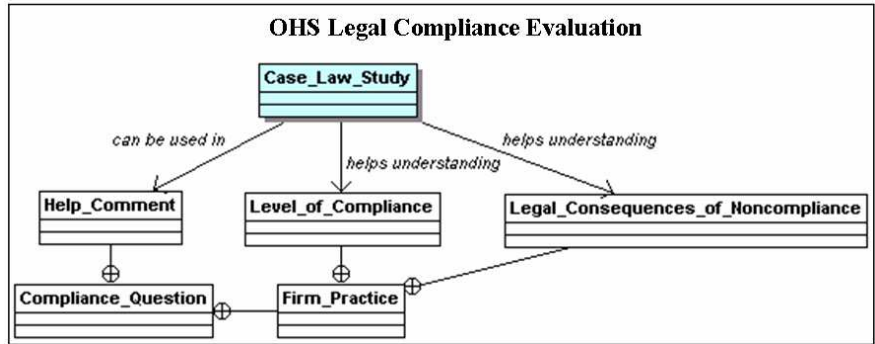 OHS Legal Compliance Evaluation
Case_Law_Study
can be used in
helps understanding
helps understanding
Help_Comment
Level_of_Compliance
Legal_Consequences_of_Noncompliance
Compliance_Question
Firm_Practice